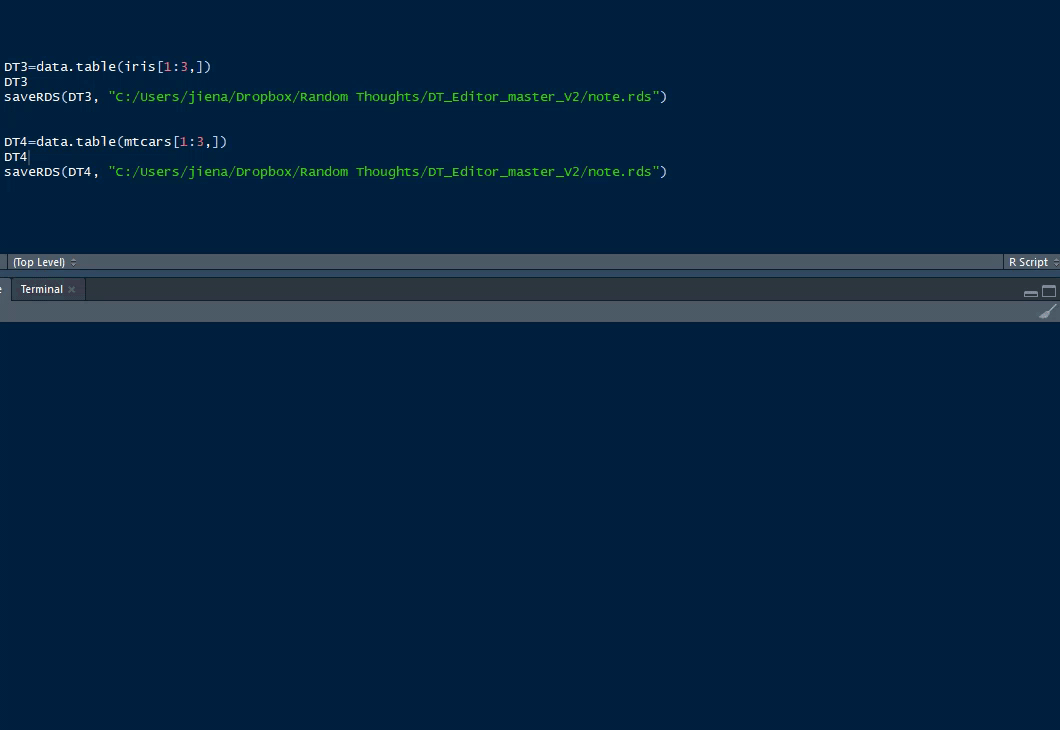 DT3=data.table(iris[1:3,])
DT3
saveRDS(DT3, "C:/Users/jiena/Dropbox/Random Thoughts/DT_Editor_master_V2/note.rds")
DT4=data.table(mtcars[1:3,])
DT4
saveRDS(DT4, "C:/Users/jiena/Dropbox/Random Thoughts/DT_Editor_master_V2/note.rds")
(Top Level)
R Script
Terminal